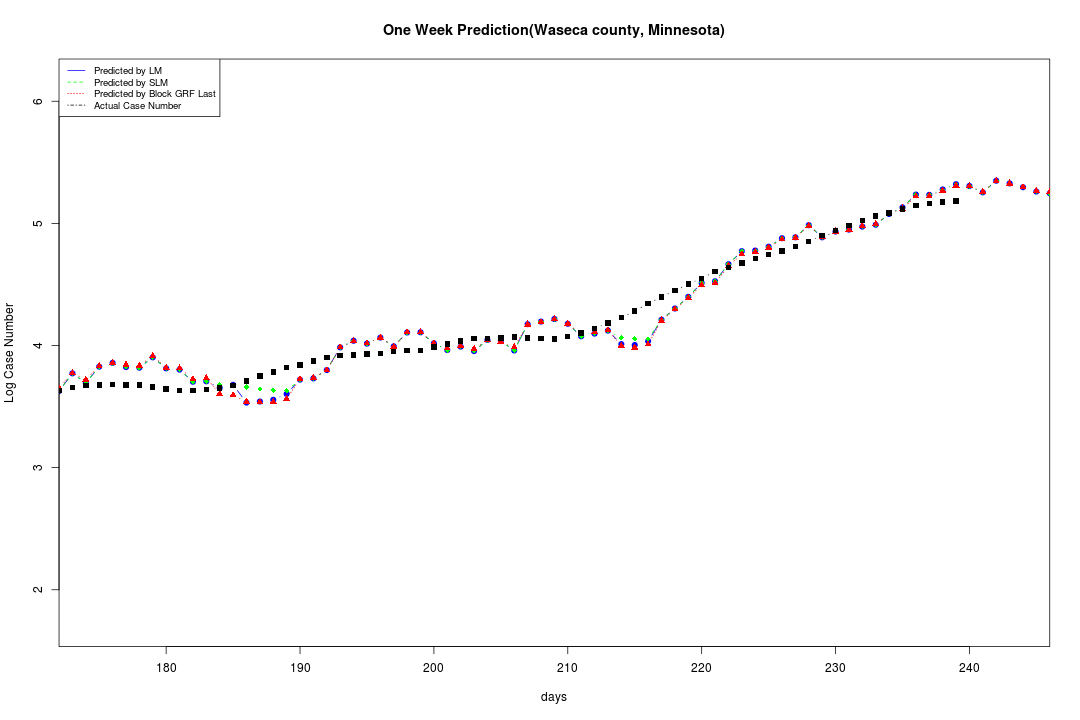 One Week Prediction(Waseca county, Minnesota)
Predicted by LM
Predicted by SLM
Predicted by Block GRF Last
Actual Case Number
6
5
4
3
2
Log Case Number
180 190 200 210 220 230 240
days